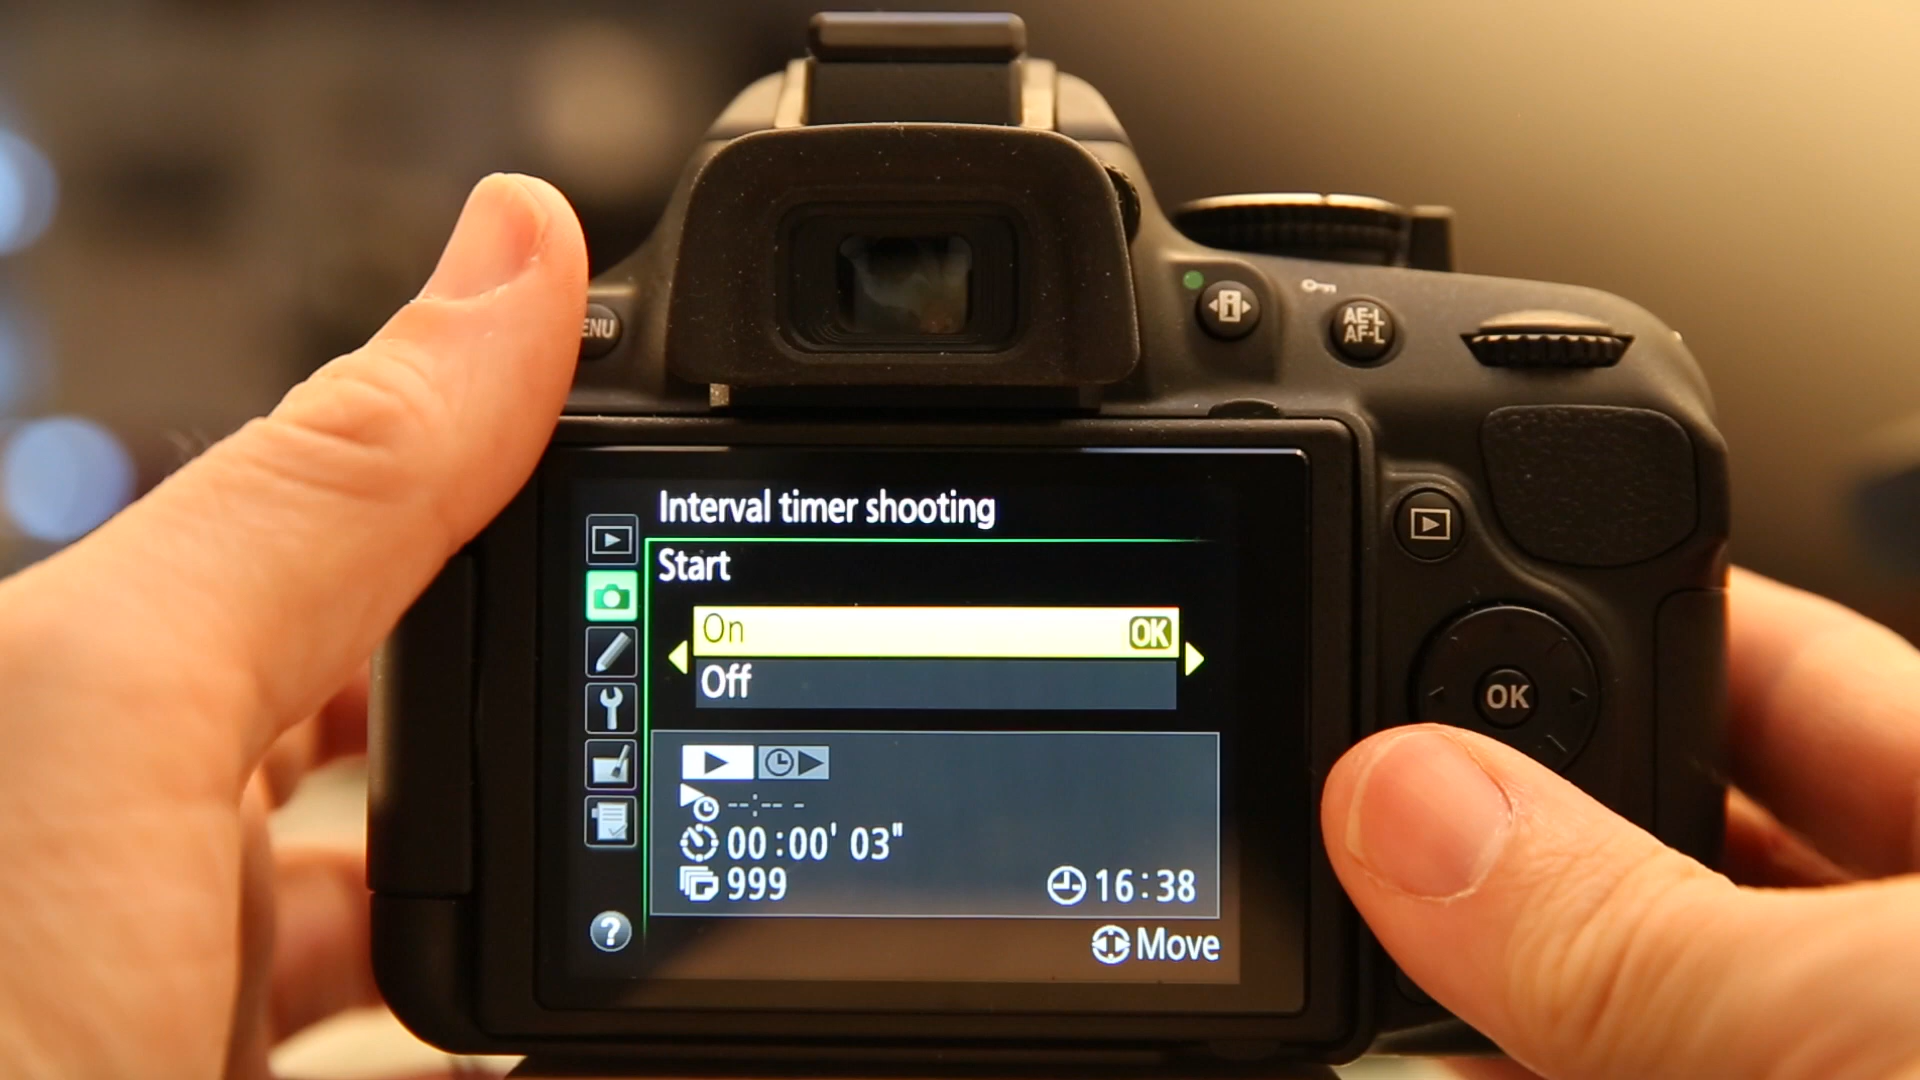 ENU
AE-L
AF-L
Interval timer shooting
Start
On OK
Off
--:-- -
00:00' 03"
999 16:38
? Move
OK